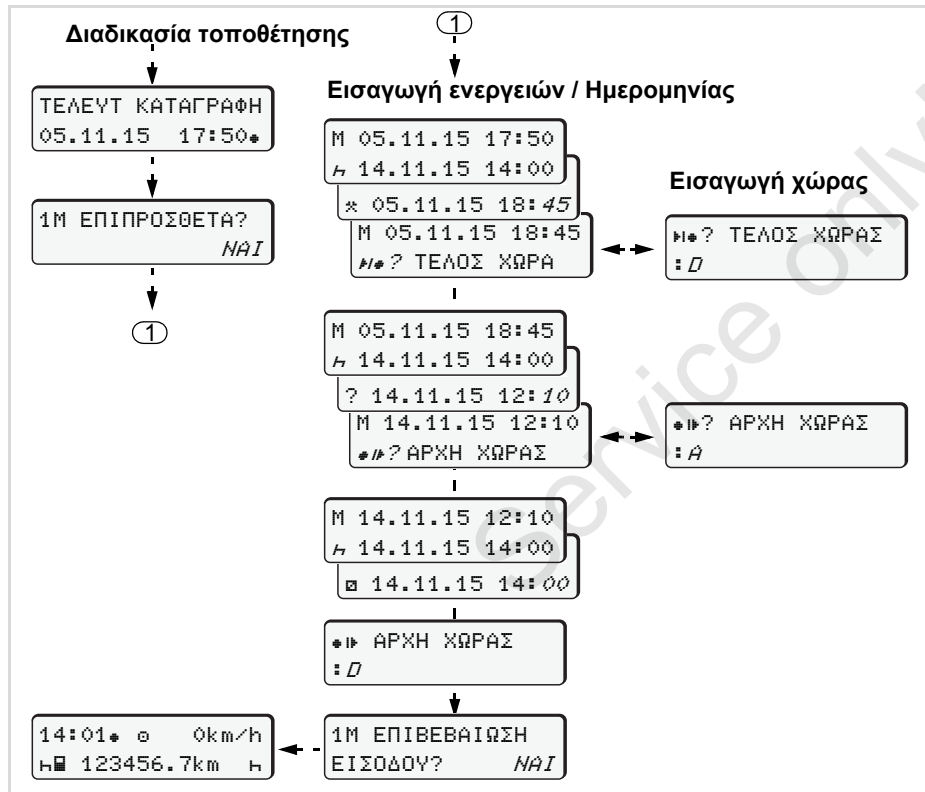 Διαδικασία τοποθέτησης
ΤΕΛΕΥΤ ΚΑΤΑΓΡΑΦΗ
05.11.15 17:50
1M ΕΠΙΠΡΟΣΘΕΤΑ?
ΝΑΙ
1
1
Εισαγωγή ενεργειών / Ημερομηνίας
M 05.11.15 17:50
14.11.15 14:00
05.11.15 18:45
M 05.11.15 18:45
? ΤΕΛΟΣ ΧΩΡΑ
Εισαγωγή χώρας
? ΤΕΛΟΣ ΧΩΡΑΣ
:D
M 05.11.15 18:45
14.11.15 14:00
? 14.11.15 12:10
M 14.11.15 12:10
? ΑΡΧΗ ΧΩΡΑΣ
? ΑΡΧΗ ΧΩΡΑΣ
:A
M 14.11.15 12:10
14.11.15 14:00
14.11.15 14:00
ΑΡΧΗ ΧΩΡΑΣ
:D
1M ΕΠΙΒΕΒΑΙΩΣΗ
ΕΙΣΟΔΟΥ? ΝΑΙ
14:01 0km/h
123456.7km
Service only